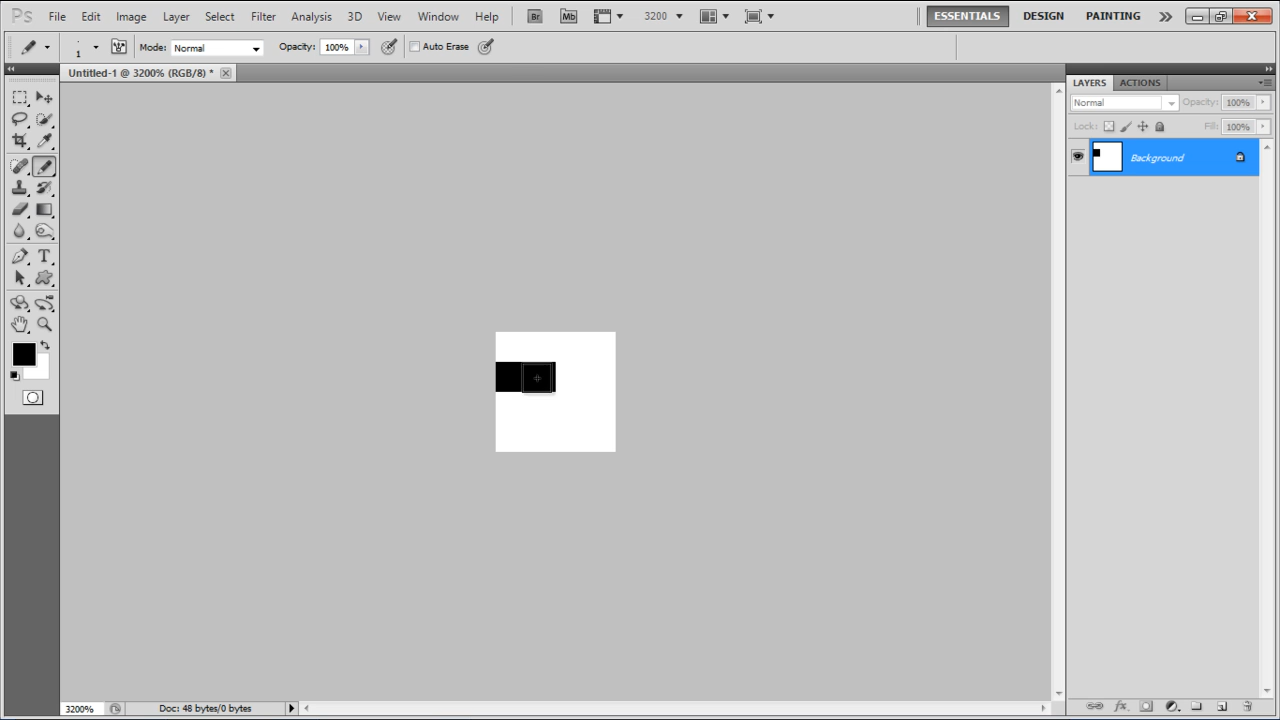 Ps File Edit Image Layer Select Filter Analysis 3D View Window Help Br Mb 3200 ESSENTIALS DESIGN PAINTING
1 Mode: Normal Opacity: 100% Auto Erase
Untitled-1 @ 3200% (RGB/8) *
LAYERS ACTIONS
Normal Opacity: 100%
Lock: Fill: 100%
Background
T
fx
3200% Doc: 48 bytes/0 bytes